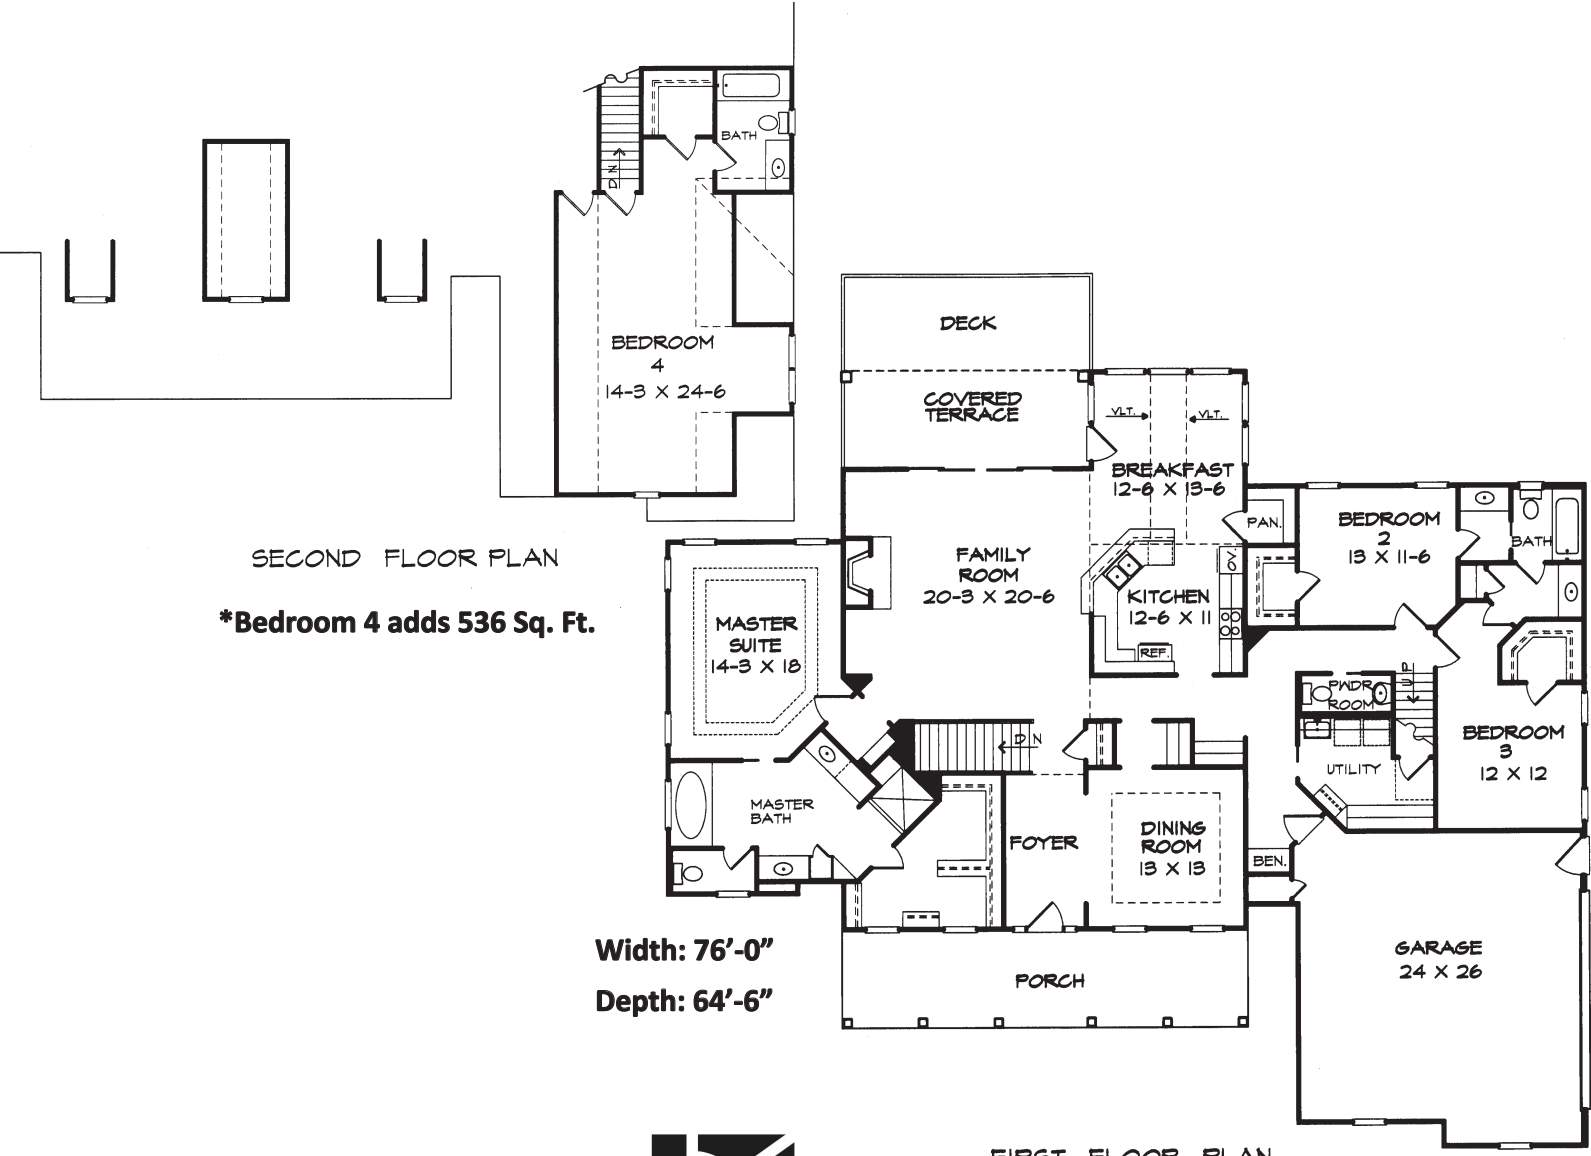 BATH
DN
BEDROOM
4
14-3 X 24-6
SECOND FLOOR PLAN
*Bedroom 4 adds 536 Sq. Ft.
DECK
COVERED
TERRACE
VLT.
VLT.
BREAKFAST
12-6 X 13-6
PAN.
BEDROOM
2
13 X 11-6
BATH
FAMILY
ROOM
20-3 X 20-6
OV.
KITCHEN
12-6 X 11
REF.
MASTER
SUITE
14-3 X 18
UP
PWDR.
ROOM
BEDROOM
3
12 X 12
DN
UTILITY
MASTER
BATH
FOYER
DINING
ROOM
13 X 13
BEN.
Width: 76’-0”
Depth: 64’-6”
GARAGE
24 X 26
PORCH
FIRST FLOOR PLAN